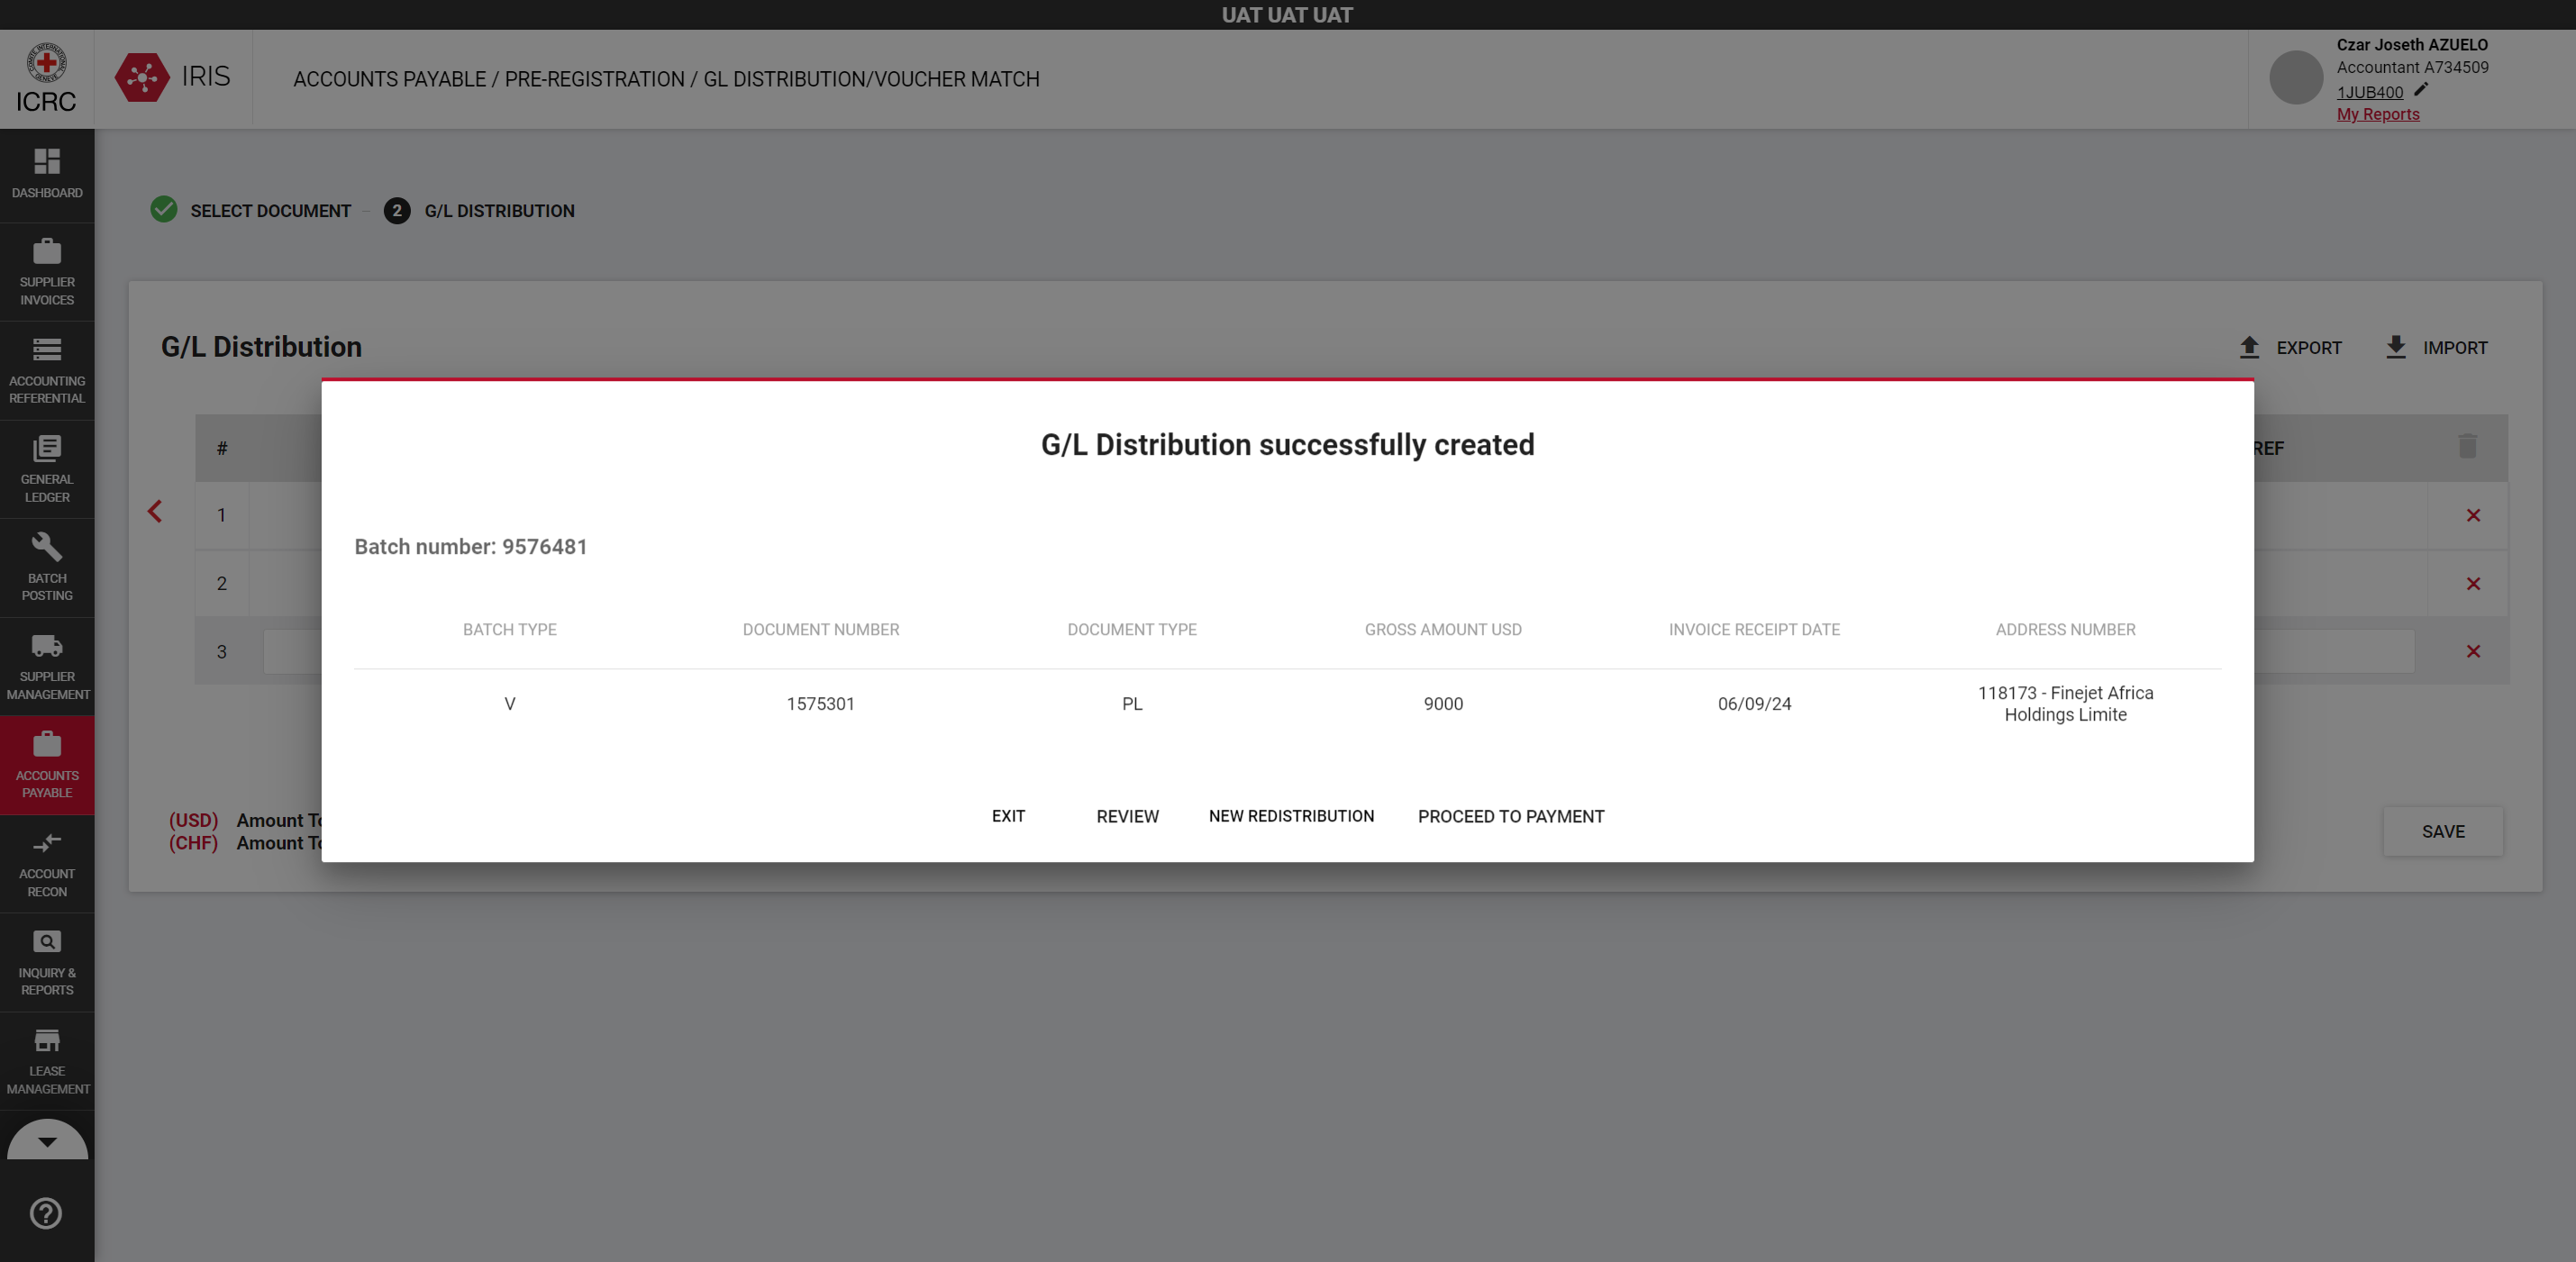 UAT UAT UAT
ICRC
IRIS
ACCOUNTS PAYABLE / PRE-REGISTRATION / GL DISTRIBUTION/VOUCHER MATCH
Czar Joseth AZUELO
Accountant A734509
1JUB400
My Reports
DASHBOARD
SUPPLIER
INVOICES
ACCOUNTING
REFERENTIAL
GENERAL
LEDGER
BATCH
POSTING
SUPPLIER
MANAGEMENT
ACCOUNTS
PAYABLE
ACCOUNT
RECON
INQUIRY &
REPORTS
LEASE
MANAGEMENT
SELECT DOCUMENT
2 G/L DISTRIBUTION
G/L Distribution
EXPORT
IMPORT
# REF
1
2
3
G/L Distribution successfully created
Batch number: 9576481
BATCH TYPE DOCUMENT NUMBER DOCUMENT TYPE GROSS AMOUNT USD INVOICE RECEIPT DATE ADDRESS NUMBER
V 1575301 PL 9000 06/09/24 118173 - Finejet Africa
Holdings Limite
EXIT REVIEW NEW REDISTRIBUTION PROCEED TO PAYMENT
(USD) Amount
(CHF) Amount
SAVE